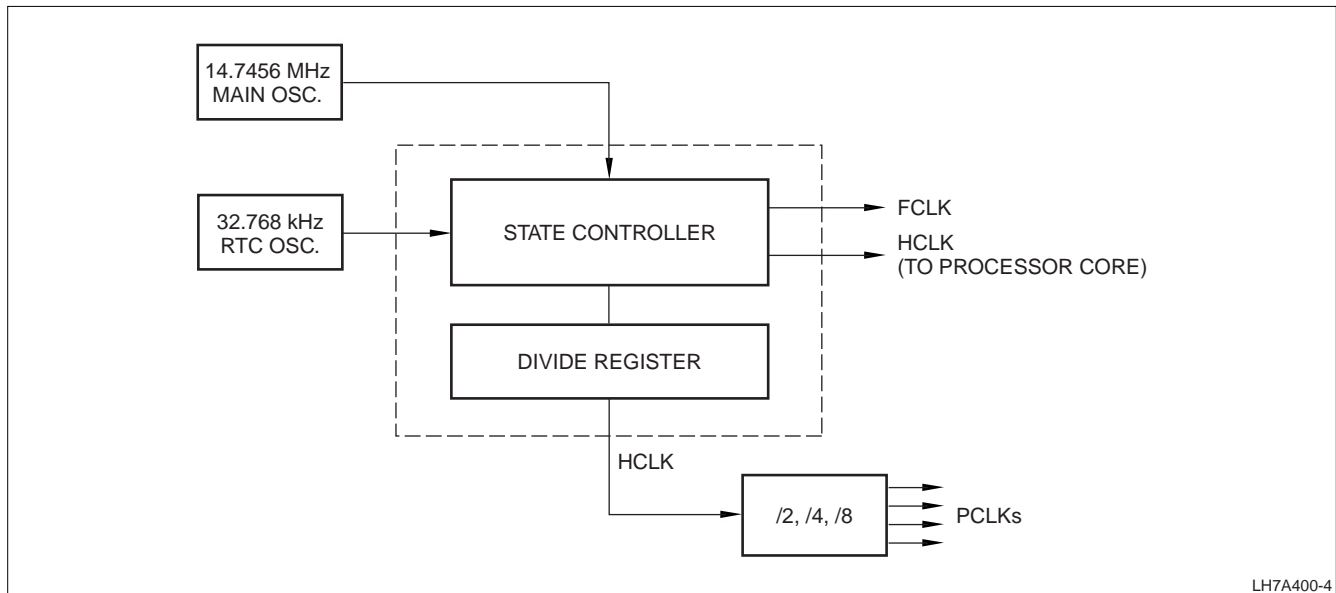 14.7456 MHz
MAIN OSC.
32.768 kHz
RTC OSC.
STATE CONTROLLER
FCLK
HCLK
(TO PROCESSOR CORE)
DIVIDE REGISTER
HCLK
/2, /4, /8
PCLKs
LH7A400-4